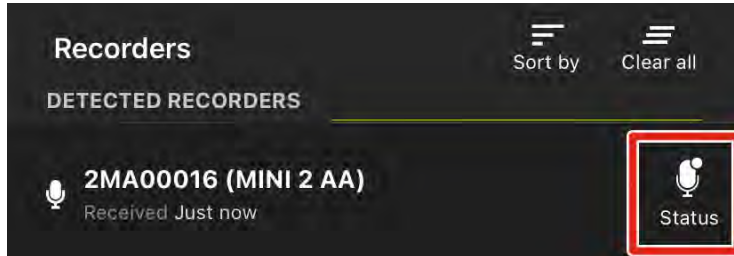 Recorders
Sort by
Clear all
DETECTED RECORDERS
2MA00016 (MINI 2 AA)
Received Just now
Status